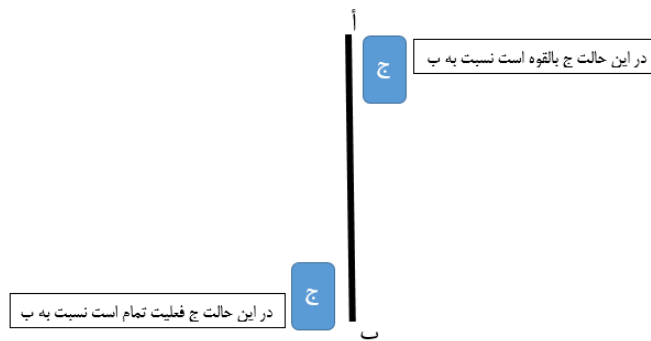 أ
ج
در این حالت ج بالقوه است نسبت به ب
ج
در این حالت ج فعلیت تمام است نسبت به ب
ب